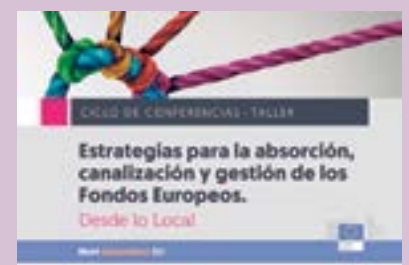 CICLO DE CONFERENCIAS - TALLER
Estrategias para la absorción,
canalización y gestión de los
Fondos Europeos.
Desde lo Local